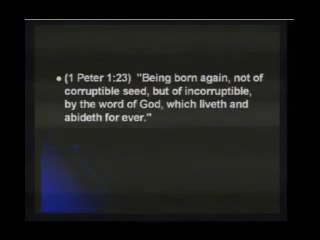 • (1 Peter 1:23) "Being born again, not of
corruptible seed, but of incorruptible,
by the word of God, which liveth and
abideth for ever."